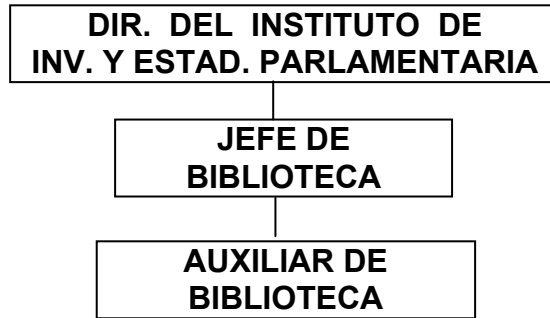 DIR. DEL INSTITUTO DE
INV. Y ESTAD. PARLAMENTARIA
JEFE DE
BIBLIOTECA
AUXILIAR DE
BIBLIOTECA